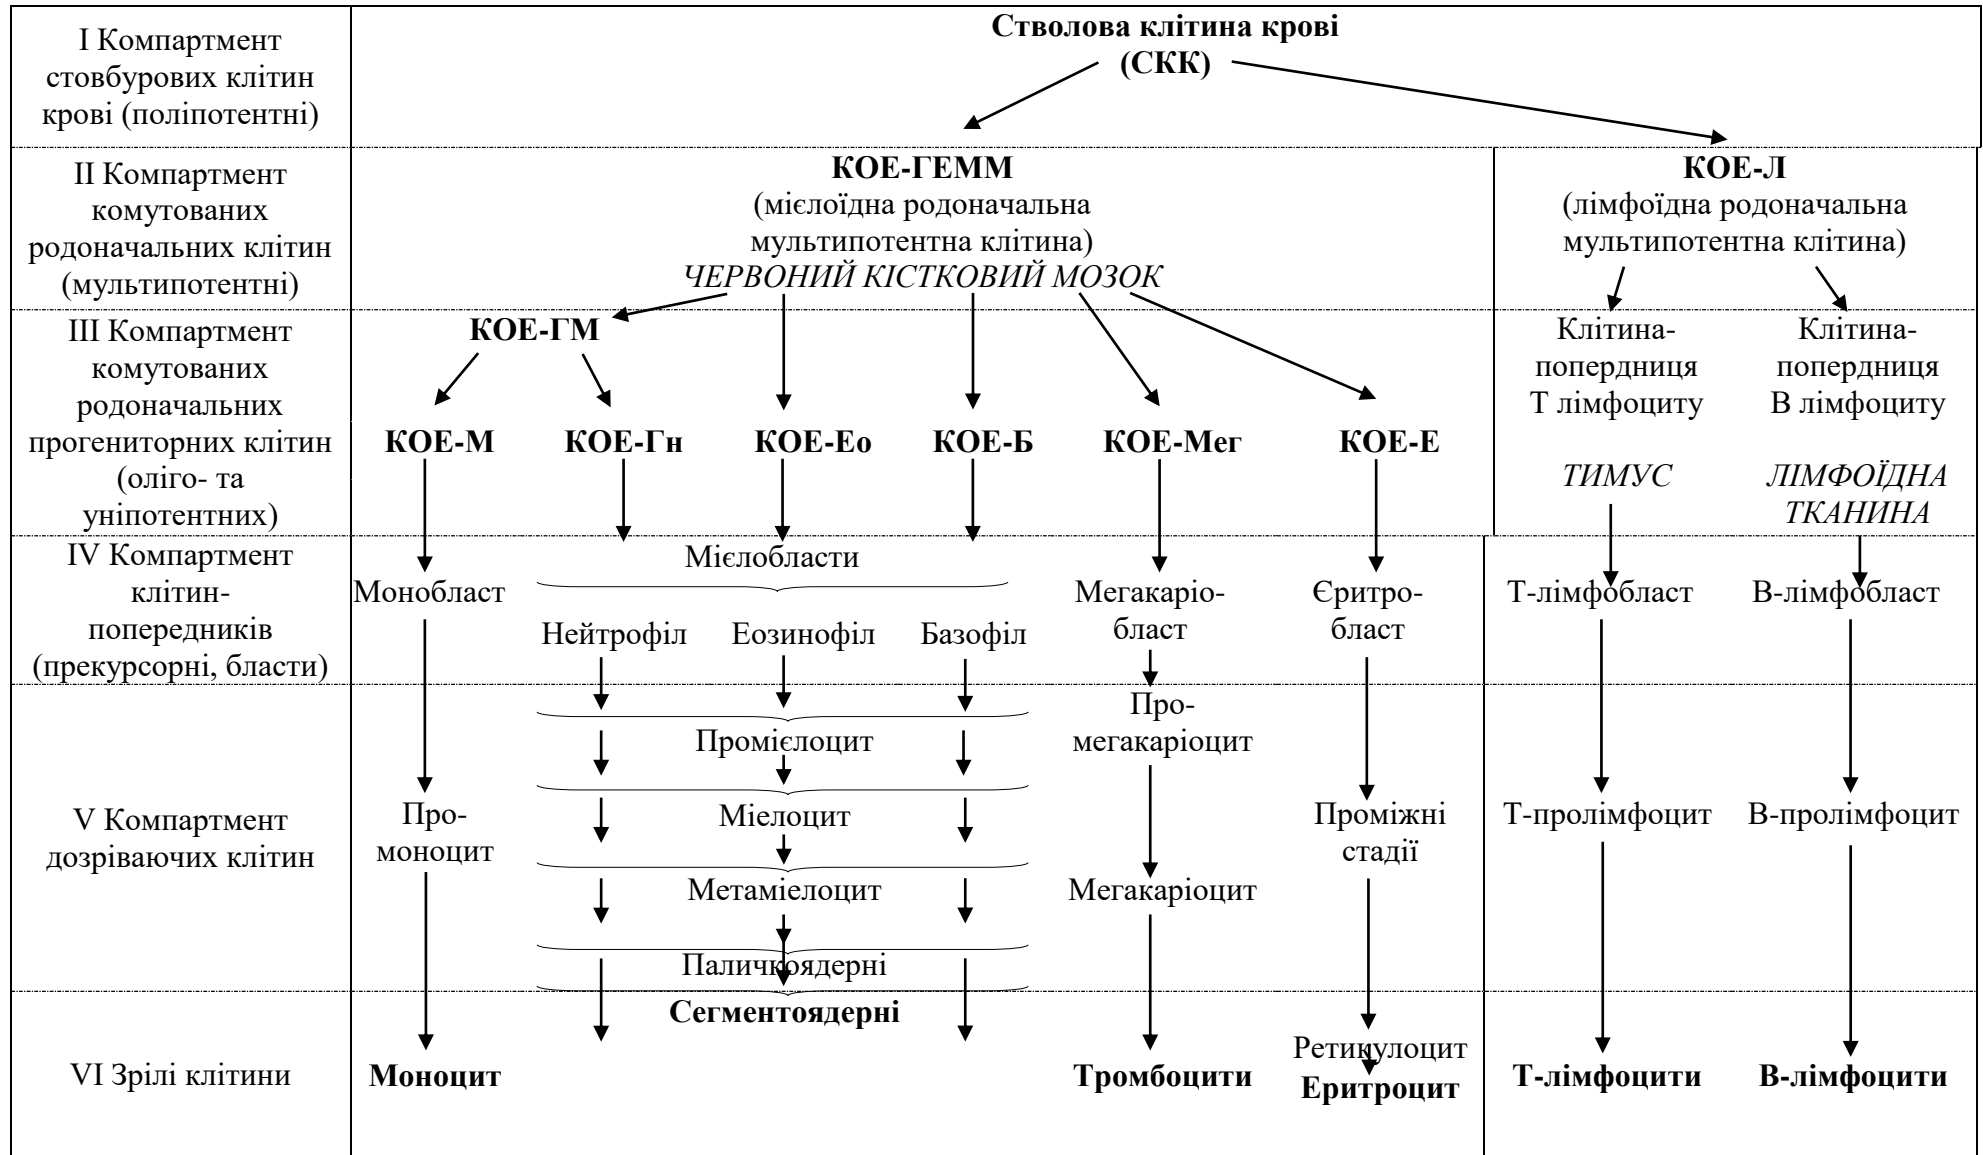 I Компартмент
стовбурових клітин
крові (поліпотентні)
Стволова клітина крові
(СКК)
II Компартмент
комутованих
родоначальних клітин
(мультипотентні)
КОЕ-ГЕММ
(мієлоїдна родоначальна
мультипотентна клітина)
ЧЕРВОНИЙ КІСТКОВИЙ МОЗОК
КОЕ-Л
(лімфоїдна родоначальна
мультипотентна клітина)
III Компартмент
комутованих
родоначальних
прогениторних клітин
(оліго- та
уніпотентних)
КОЕ-ГМ
КОЕ-М КОЕ-Гн КОЕ-Ео КОЕ-Б КОЕ-Мег КОЕ-Е
Клітина-
попердниця
Т лімфоциту
ТИМУС
Клітина-
попердниця
В лімфоциту
ЛІМФОЇДНА
ТКАНИНА
IV Компартмент
клітин-
попередників
(прекурсорні, бласти)
Монобласт
Мієлобласти
Нейтрофіл Еозинофіл Базофіл
Мегакаріо-
бласт
Єритро-
бласт
Т-лімфобласт
В-лімфобласт
V Компартмент
дозріваючих клітин
Про-
моноцит
Промієлоцит
Міелоцит
Метаміелоцит
Паличкоядерні
Про-
мегакаріоцит
Мегакаріоцит
Проміжні
стадії
Т-пролімфоцит
В-пролімфоцит
VI Зрілі клітини
Моноцит
Сегментоядерні
Тромбоцити
Ретикулоцит
Еритроцит
Т-лімфоцити
В-лімфоцити